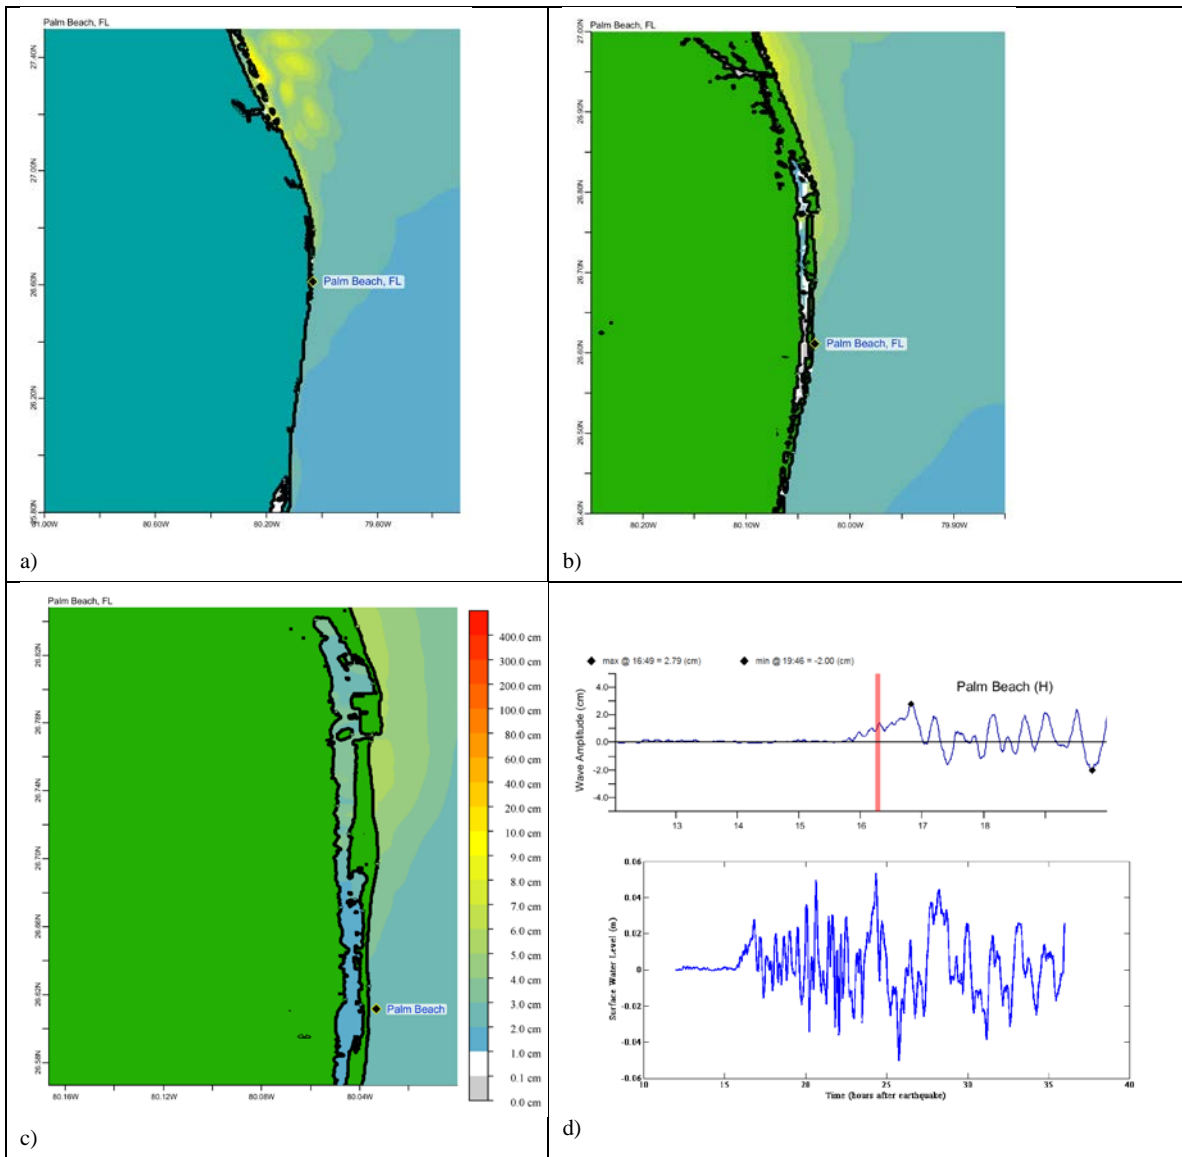 Palm Beach, FL
27.40N
27.00N
26.60N
26.20N
25.80N
Palm Beach, FL
81.00W
80.60W
80.20W
79.80W
a)
Palm Beach, FL
27.00N
26.90N
26.80N
26.70N
26.60N
26.50N
26.40N
Palm Beach, FL
80.20W
80.10W
80.00W
79.90W
b)
Palm Beach, FL
26.82N
26.78N
26.74N
26.70N
26.66N
26.62N
26.58N
Palm Beach
80.16W
80.12W
80.08W
80.04W
400.0 cm
300.0 cm
200.0 cm
100.0 cm
60.0 cm
40.0 cm
20.0 cm
10.0 cm
9.0 cm
8.0 cm
7.0 cm
6.0 cm
5.0 cm
4.0 cm
3.0 cm
2.0 cm
1.0 cm
0.1 cm
0.0 cm
c)
max @ 16:49 = 2.79 (cm)
min @ 19:46 = -2.00 (cm)
Palm Beach (H)
Wave Amplitude (cm)
4.0
2.0
0.0
-2.0
-4.0
13
14
15
16
17
18
Surface Water Level (m)
0.06
0.04
0.02
0
-0.02
-0.04
-0.06
10
15
20
25
30
35
40
Time (hours after earthquake)
d)